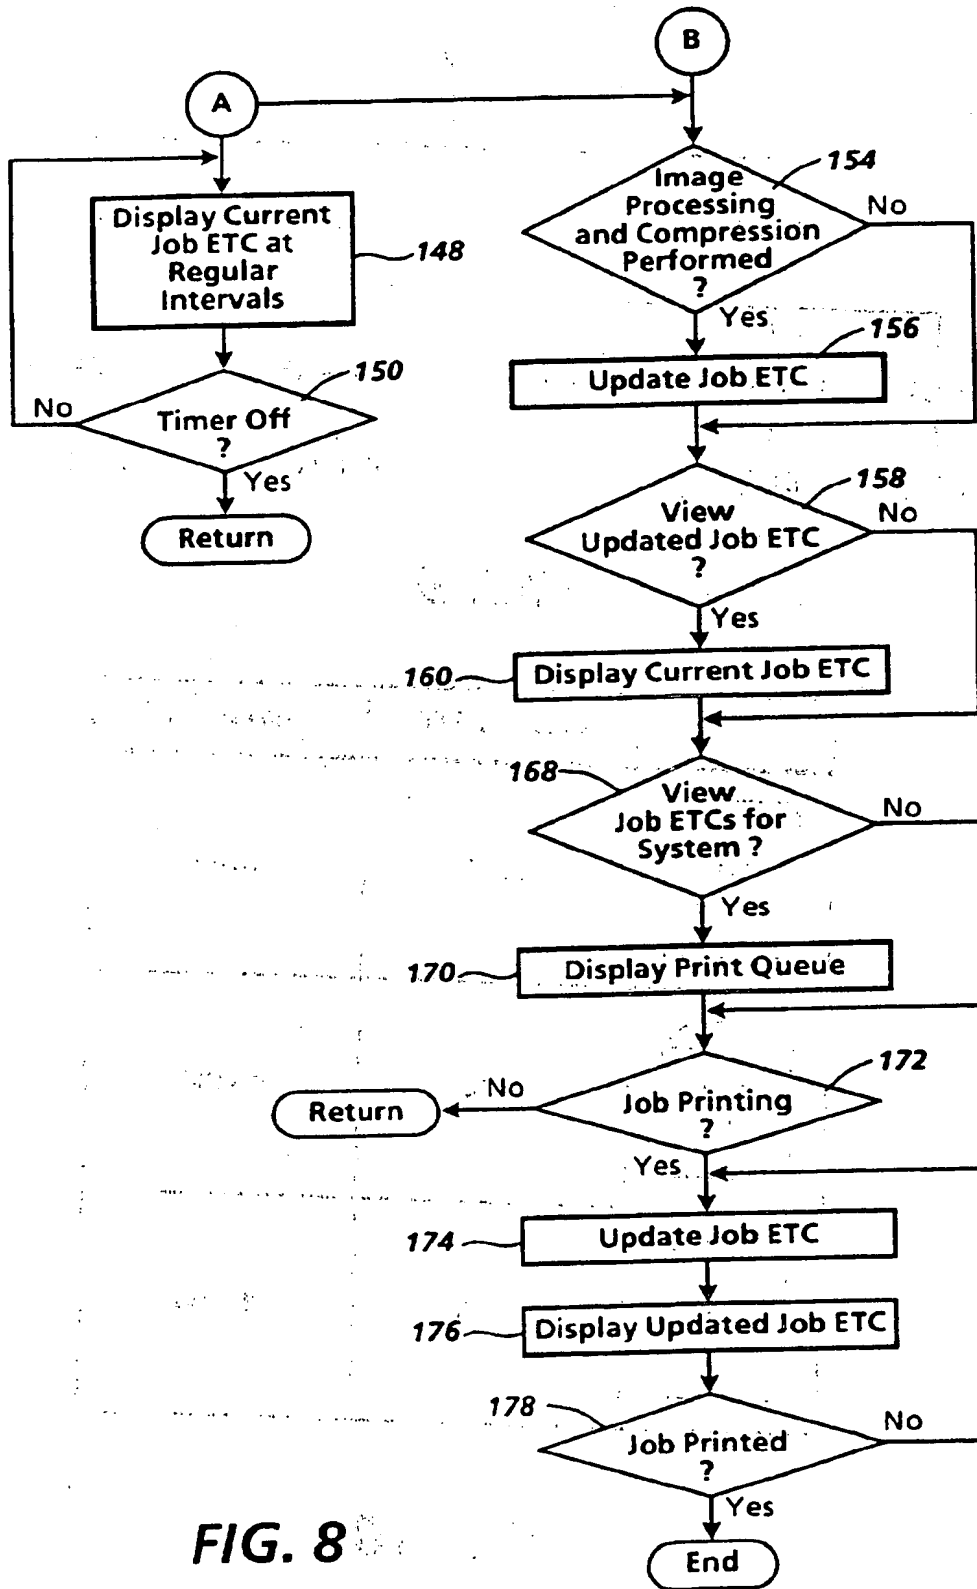 B
A
Display Current
Job ETC at
Regular
Intervals
148
Timer Off
?
150
No
Yes
Return
Image
Processing
and Compression
Performed
?
154
No
Yes
156
Update Job ETC
View
Updated Job ETC
?
158
No
Yes
160
Display Current Job ETC
168
View
Job ETCs for
System ?
No
Yes
170
Display Print Queue
172
Job Printing
?
No
Return
Yes
174
Update Job ETC
176
Display Updated Job ETC
178
Job Printed
?
No
Yes
End
FIG. 8